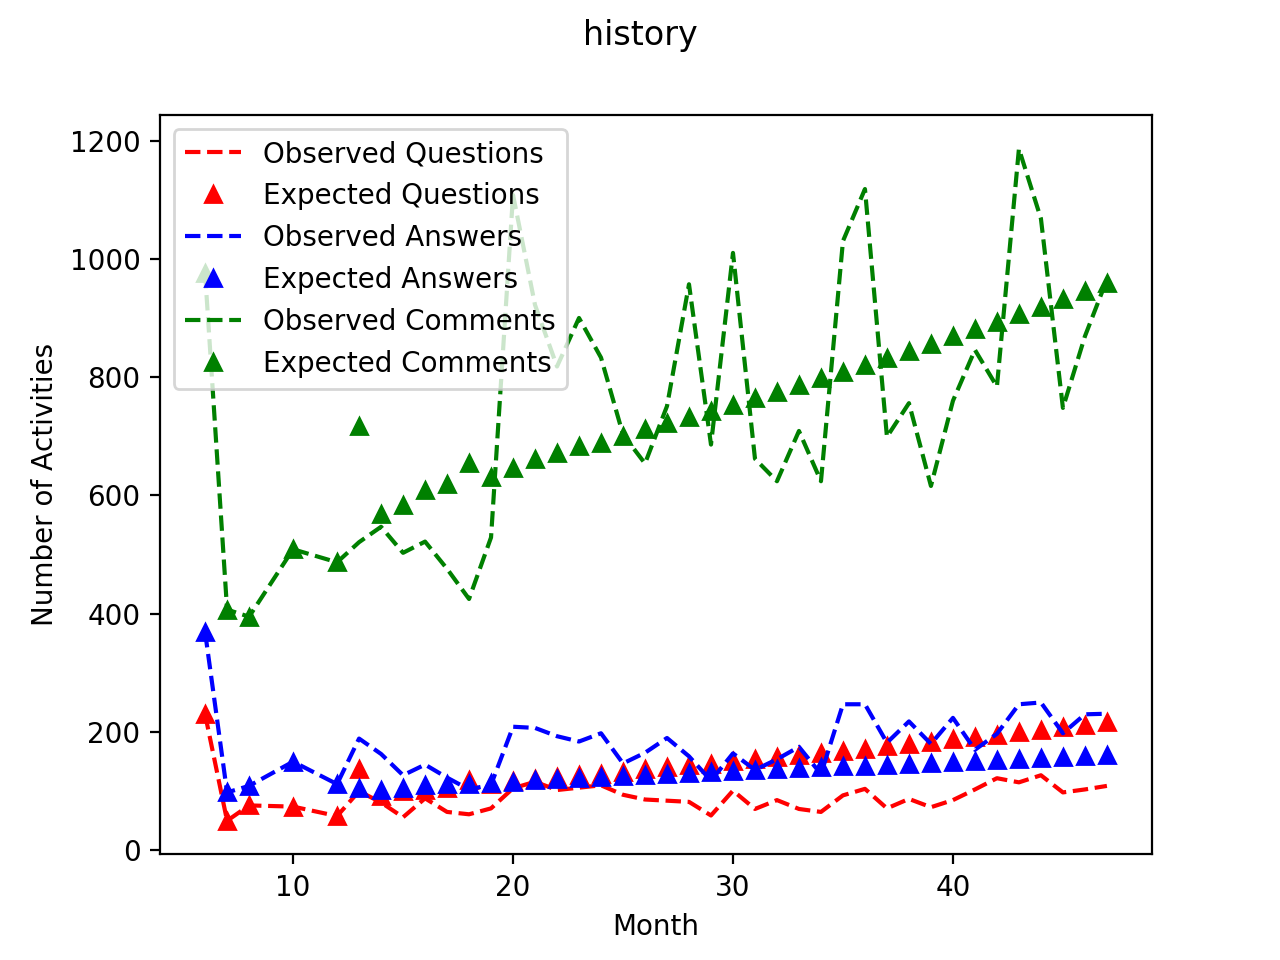 history
1200
1000
800
600
400
200
0
Number of Activities
Observed Questions
Expected Questions
Observed Answers
Expected Answers
Observed Comments
Expected Comments
10 20 30 40
Month